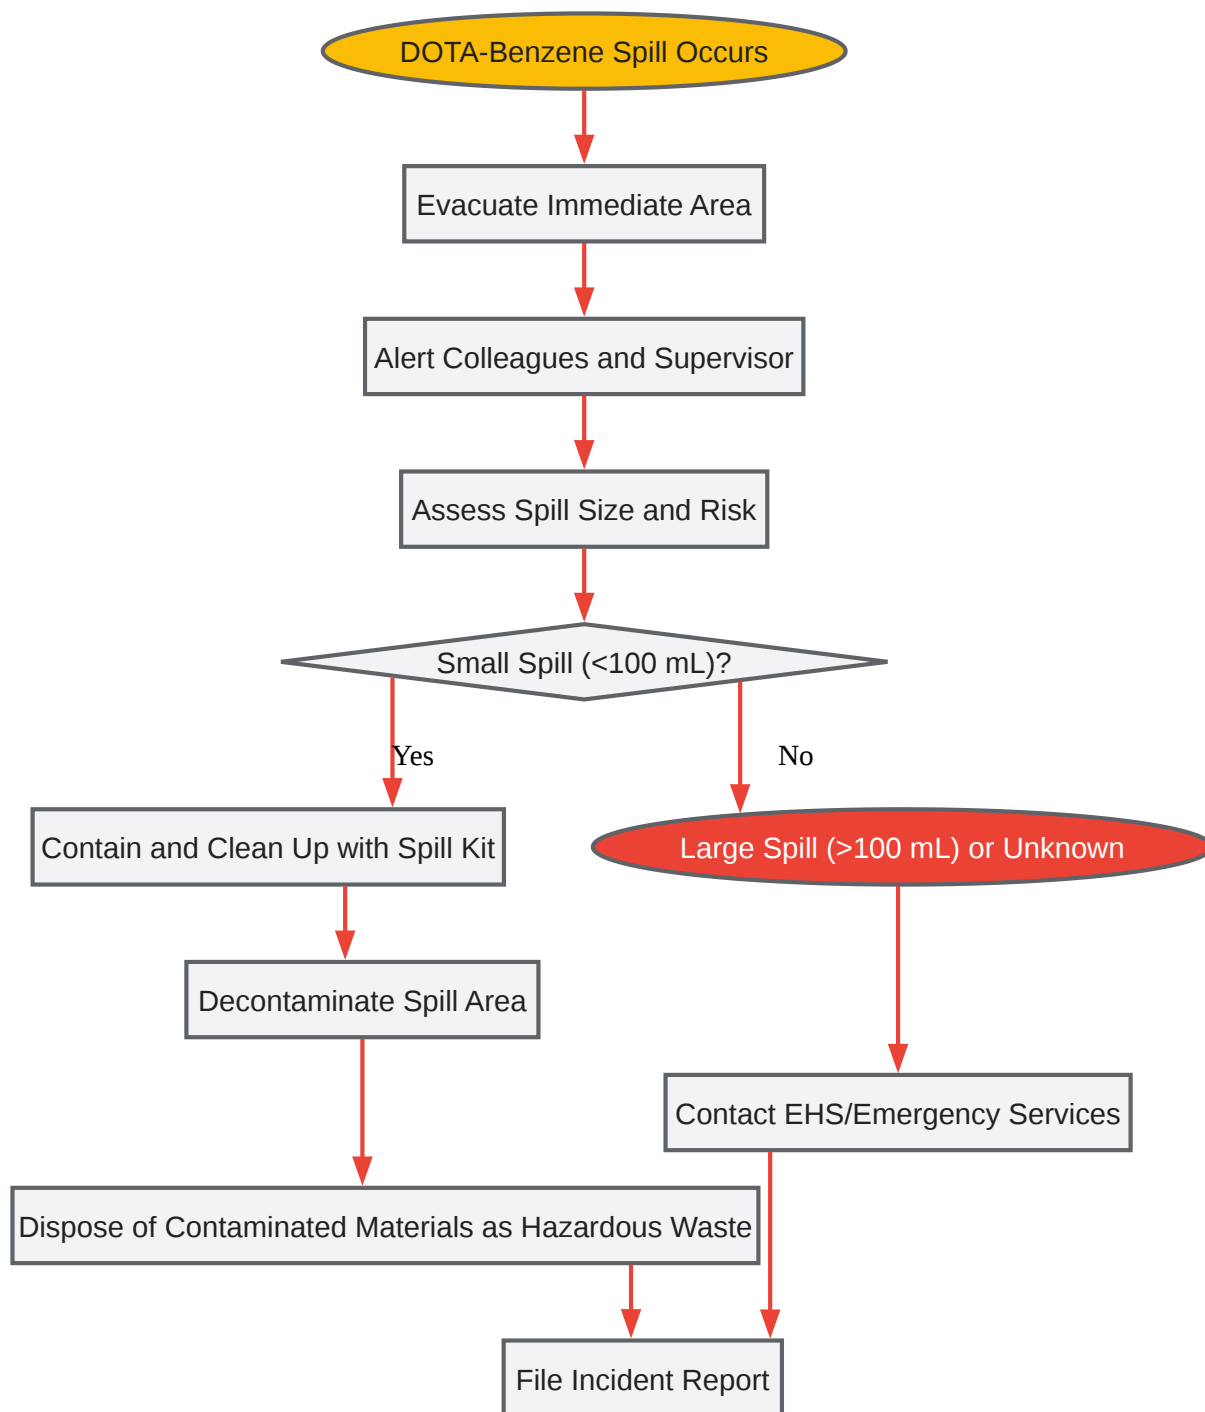 DOTA-Benzene Spill Occurs
Evacuate Immediate Area
Alert Colleagues and Supervisor
Assess Spill Size and Risk
Small Spill (<100 mL)?
Yes
No
Contain and Clean Up with Spill Kit
Large Spill (>100 mL) or Unknown
Decontaminate Spill Area
Contact EHS/Emergency Services
Dispose of Contaminated Materials as Hazardous Waste
File Incident Report